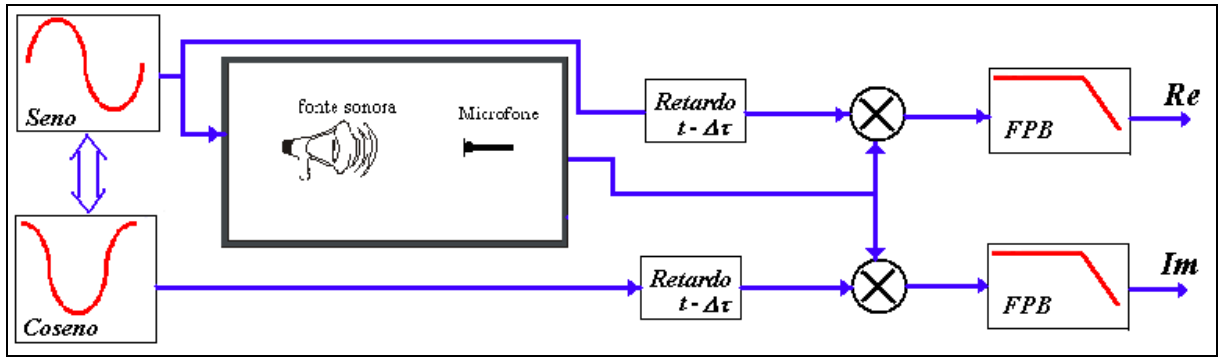 Seno
fonte sonora
Microfone
Retardo
t - Δτ
FPB
Re
Coseno
Retardo
t - Δτ
FPB
Im